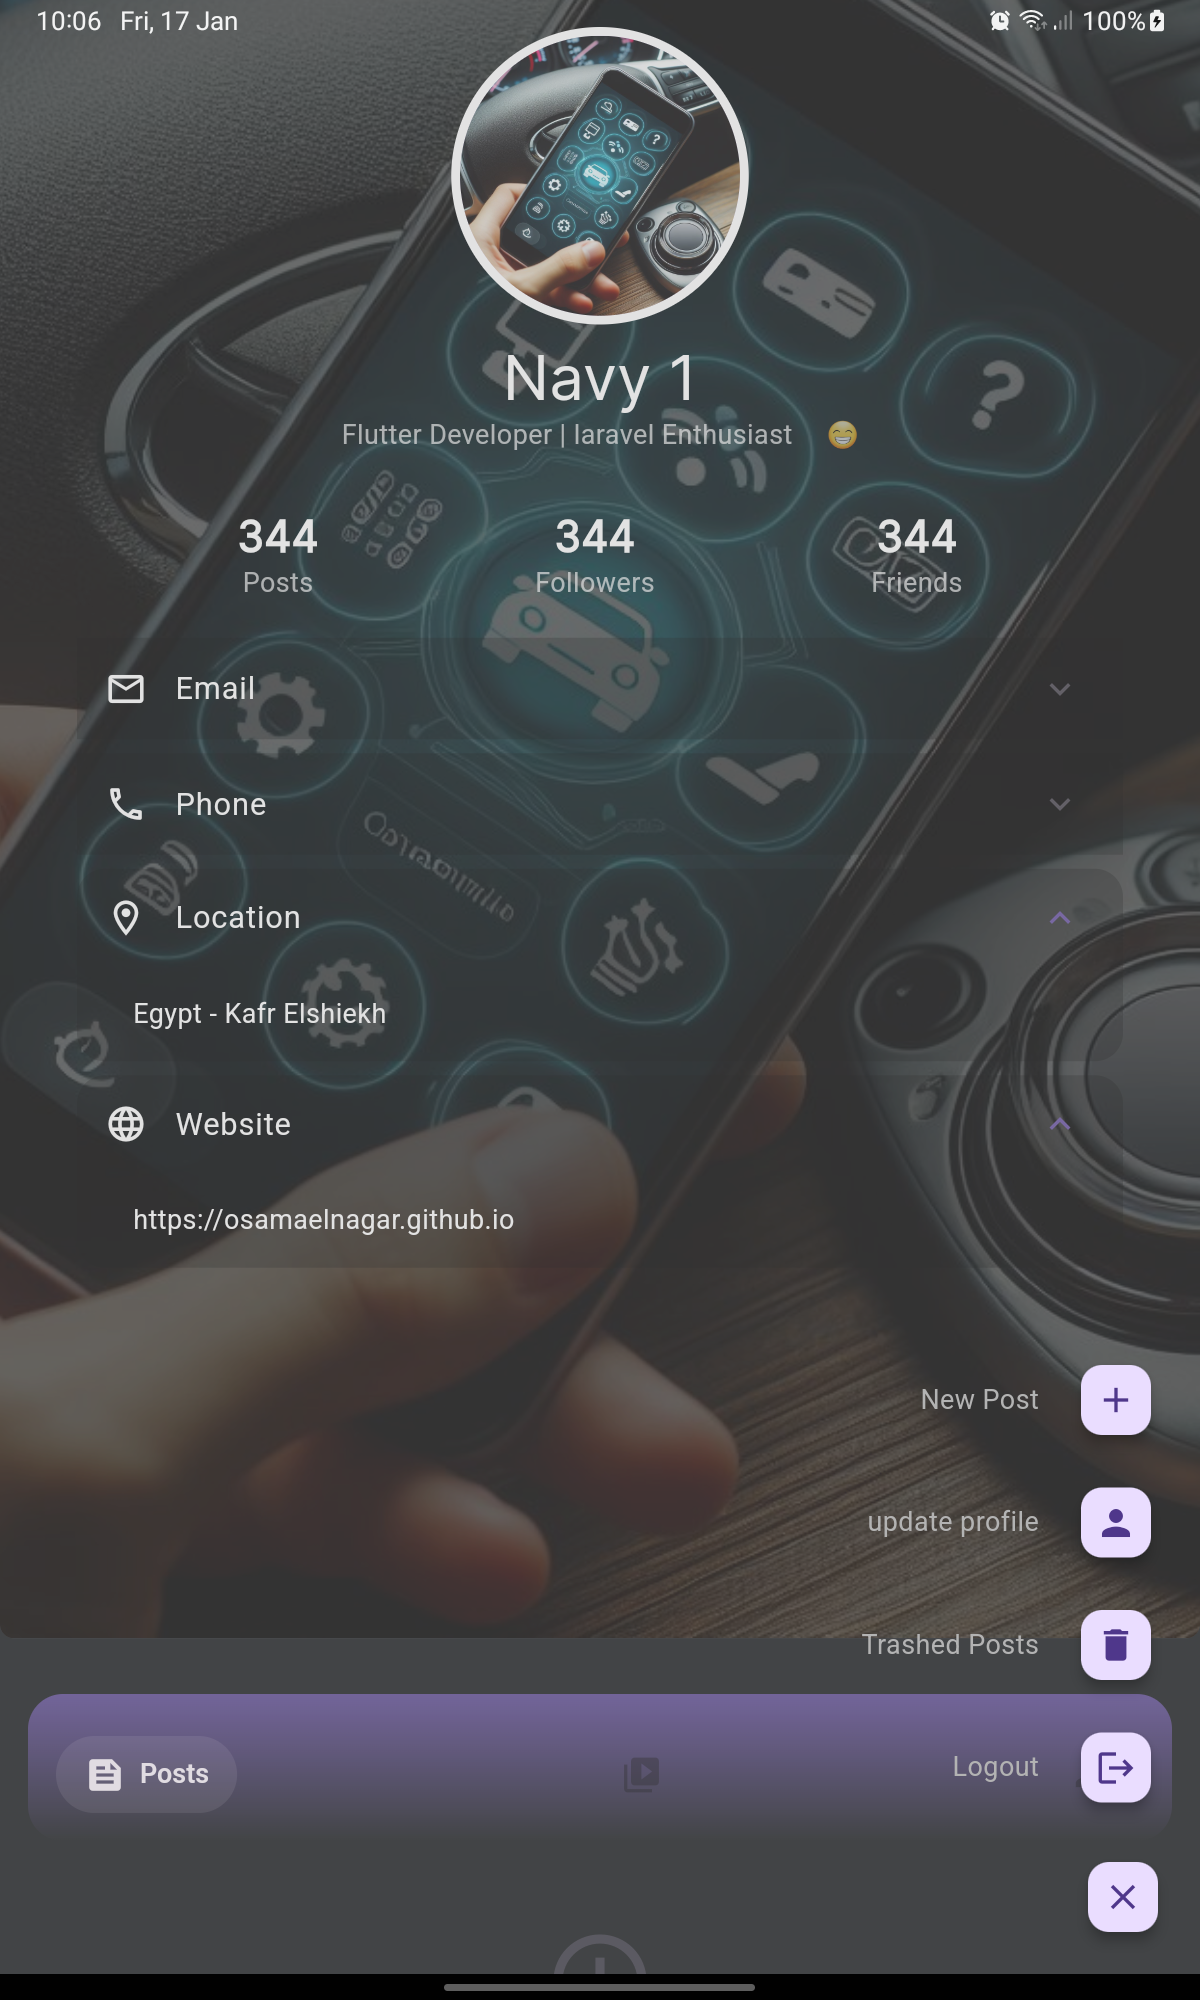 10:06 Fri, 17 Jan 100%
Navy 1
Flutter Developer | laravel Enthusiast 😁
344 344 344
Posts Followers Friends
Email
Phone
Location
Egypt - Kafr Elshiekh
Website
https://osamaelnagar.github.io
New Post
update profile
Trashed Posts
Posts
Logout